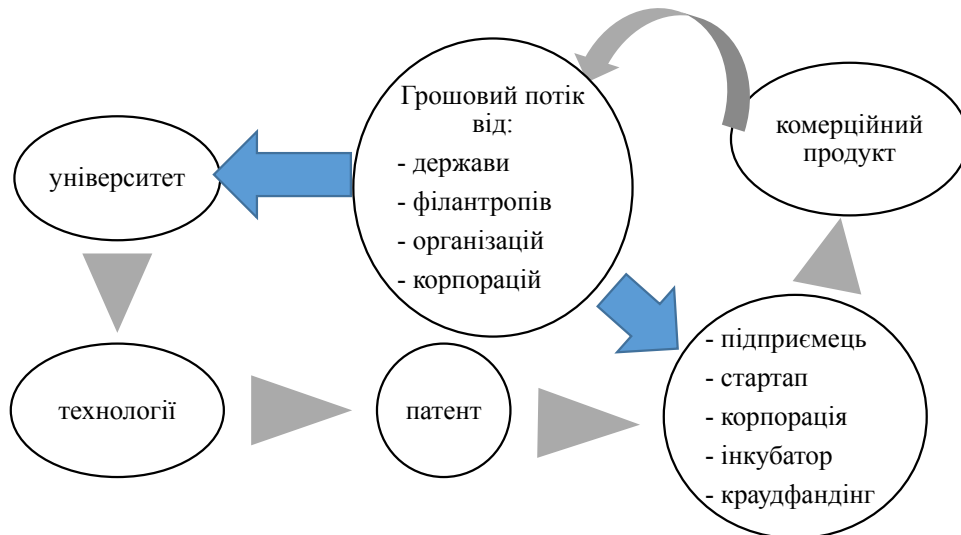 Грошовий потік
від:
- держави
- філантропів
- організацій
- корпорацій
комерційний
продукт
університет
технології
патент
- підприємець
- стартап
- корпорація
- інкубатор
- краудфандінг